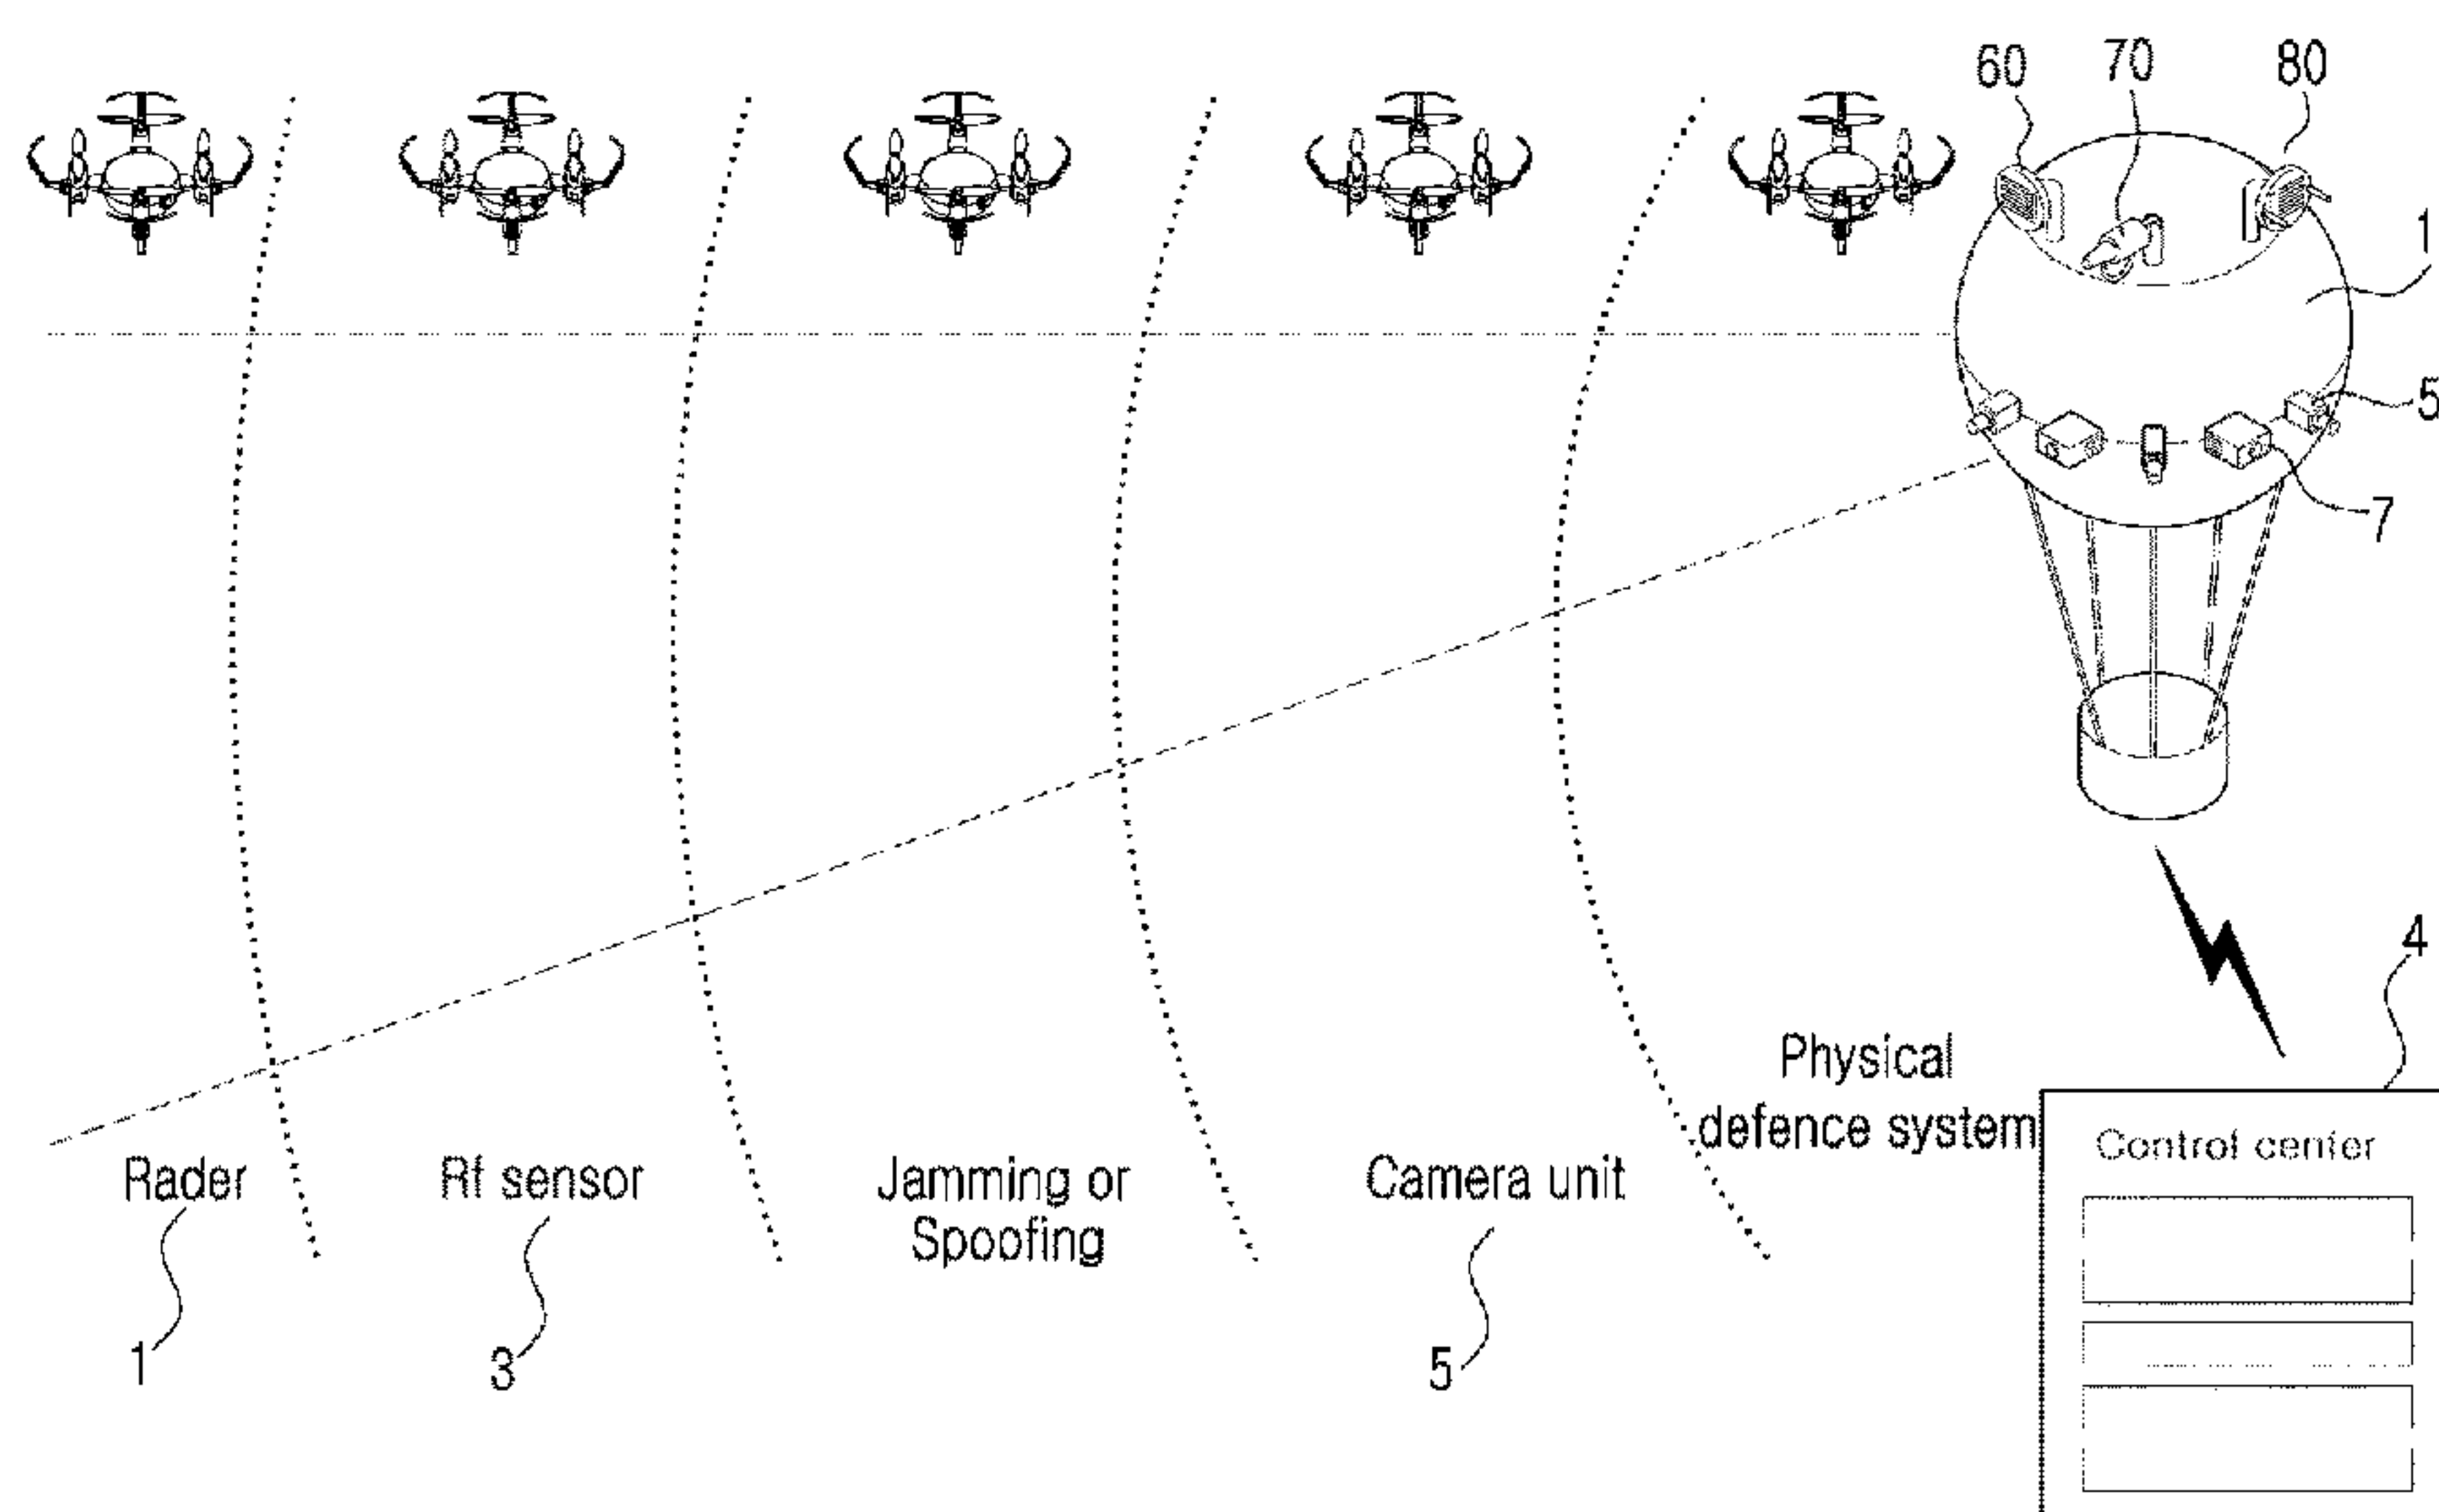 60 70 80
1
5
7
4
Physical
defence system
Control center
Rader
Rf sensor
Jamming or
Spoofing
Camera unit
1
3
5